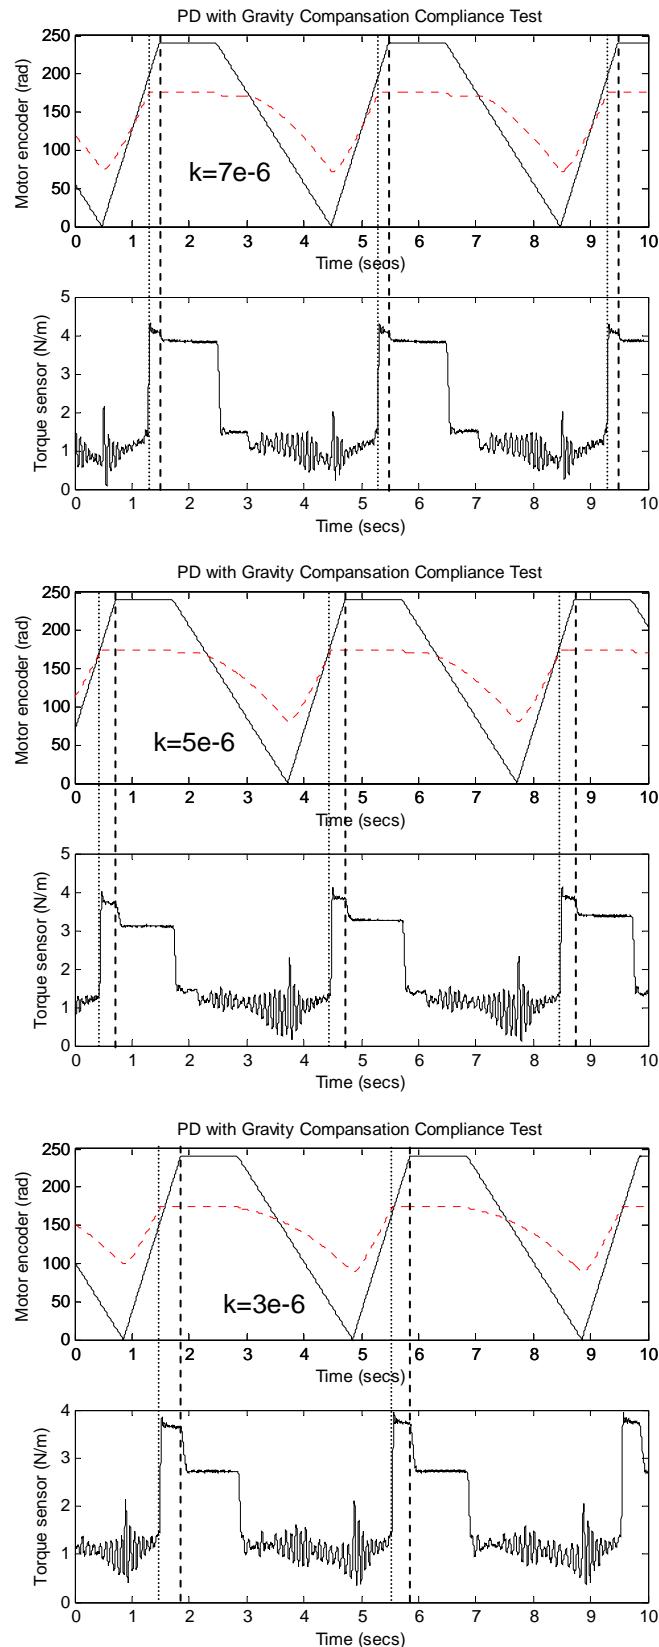 PD with Gravity Compansation Compliance Test
Motor encoder (rad)
250
200
150
100
50
0
k=7e-6
0 1 2 3 4 5 6 7 8 9 10
Time (secs)
Torque sensor (N/m)
5
4
3
2
1
0
0 1 2 3 4 5 6 7 8 9 10
Time (secs)
PD with Gravity Compansation Compliance Test
Motor encoder (rad)
250
200
150
100
50
0
k=5e-6
0 1 2 3 4 5 6 7 8 9 10
Time (secs)
Torque sensor (N/m)
5
4
3
2
1
0
0 1 2 3 4 5 6 7 8 9 10
Time (secs)
PD with Gravity Compansation Compliance Test
Motor encoder (rad)
250
200
150
100
50
0
k=3e-6
0 1 2 3 4 5 6 7 8 9 10
Time (secs)
Torque sensor (N/m)
4
3
2
1
0
0 1 2 3 4 5 6 7 8 9 10
Time (secs)